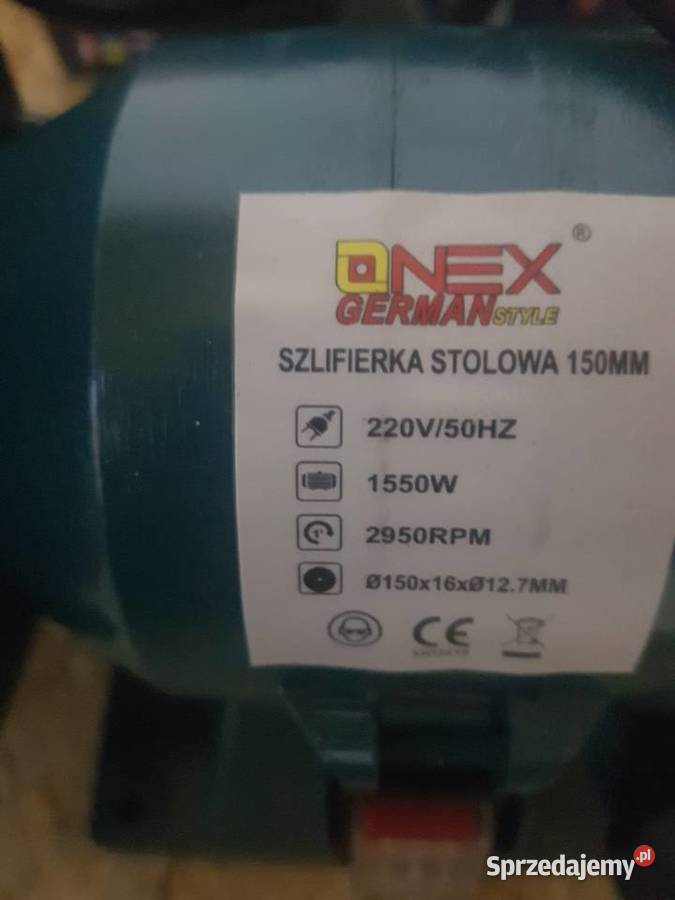 ONEX ®
GERMAN STYLE
SZLIFIERKA STOLOWA 150MM
220V/50HZ
1550W
2950RPM
Ø150x16xØ12.7MM
CE
Sprzedajemy.pl